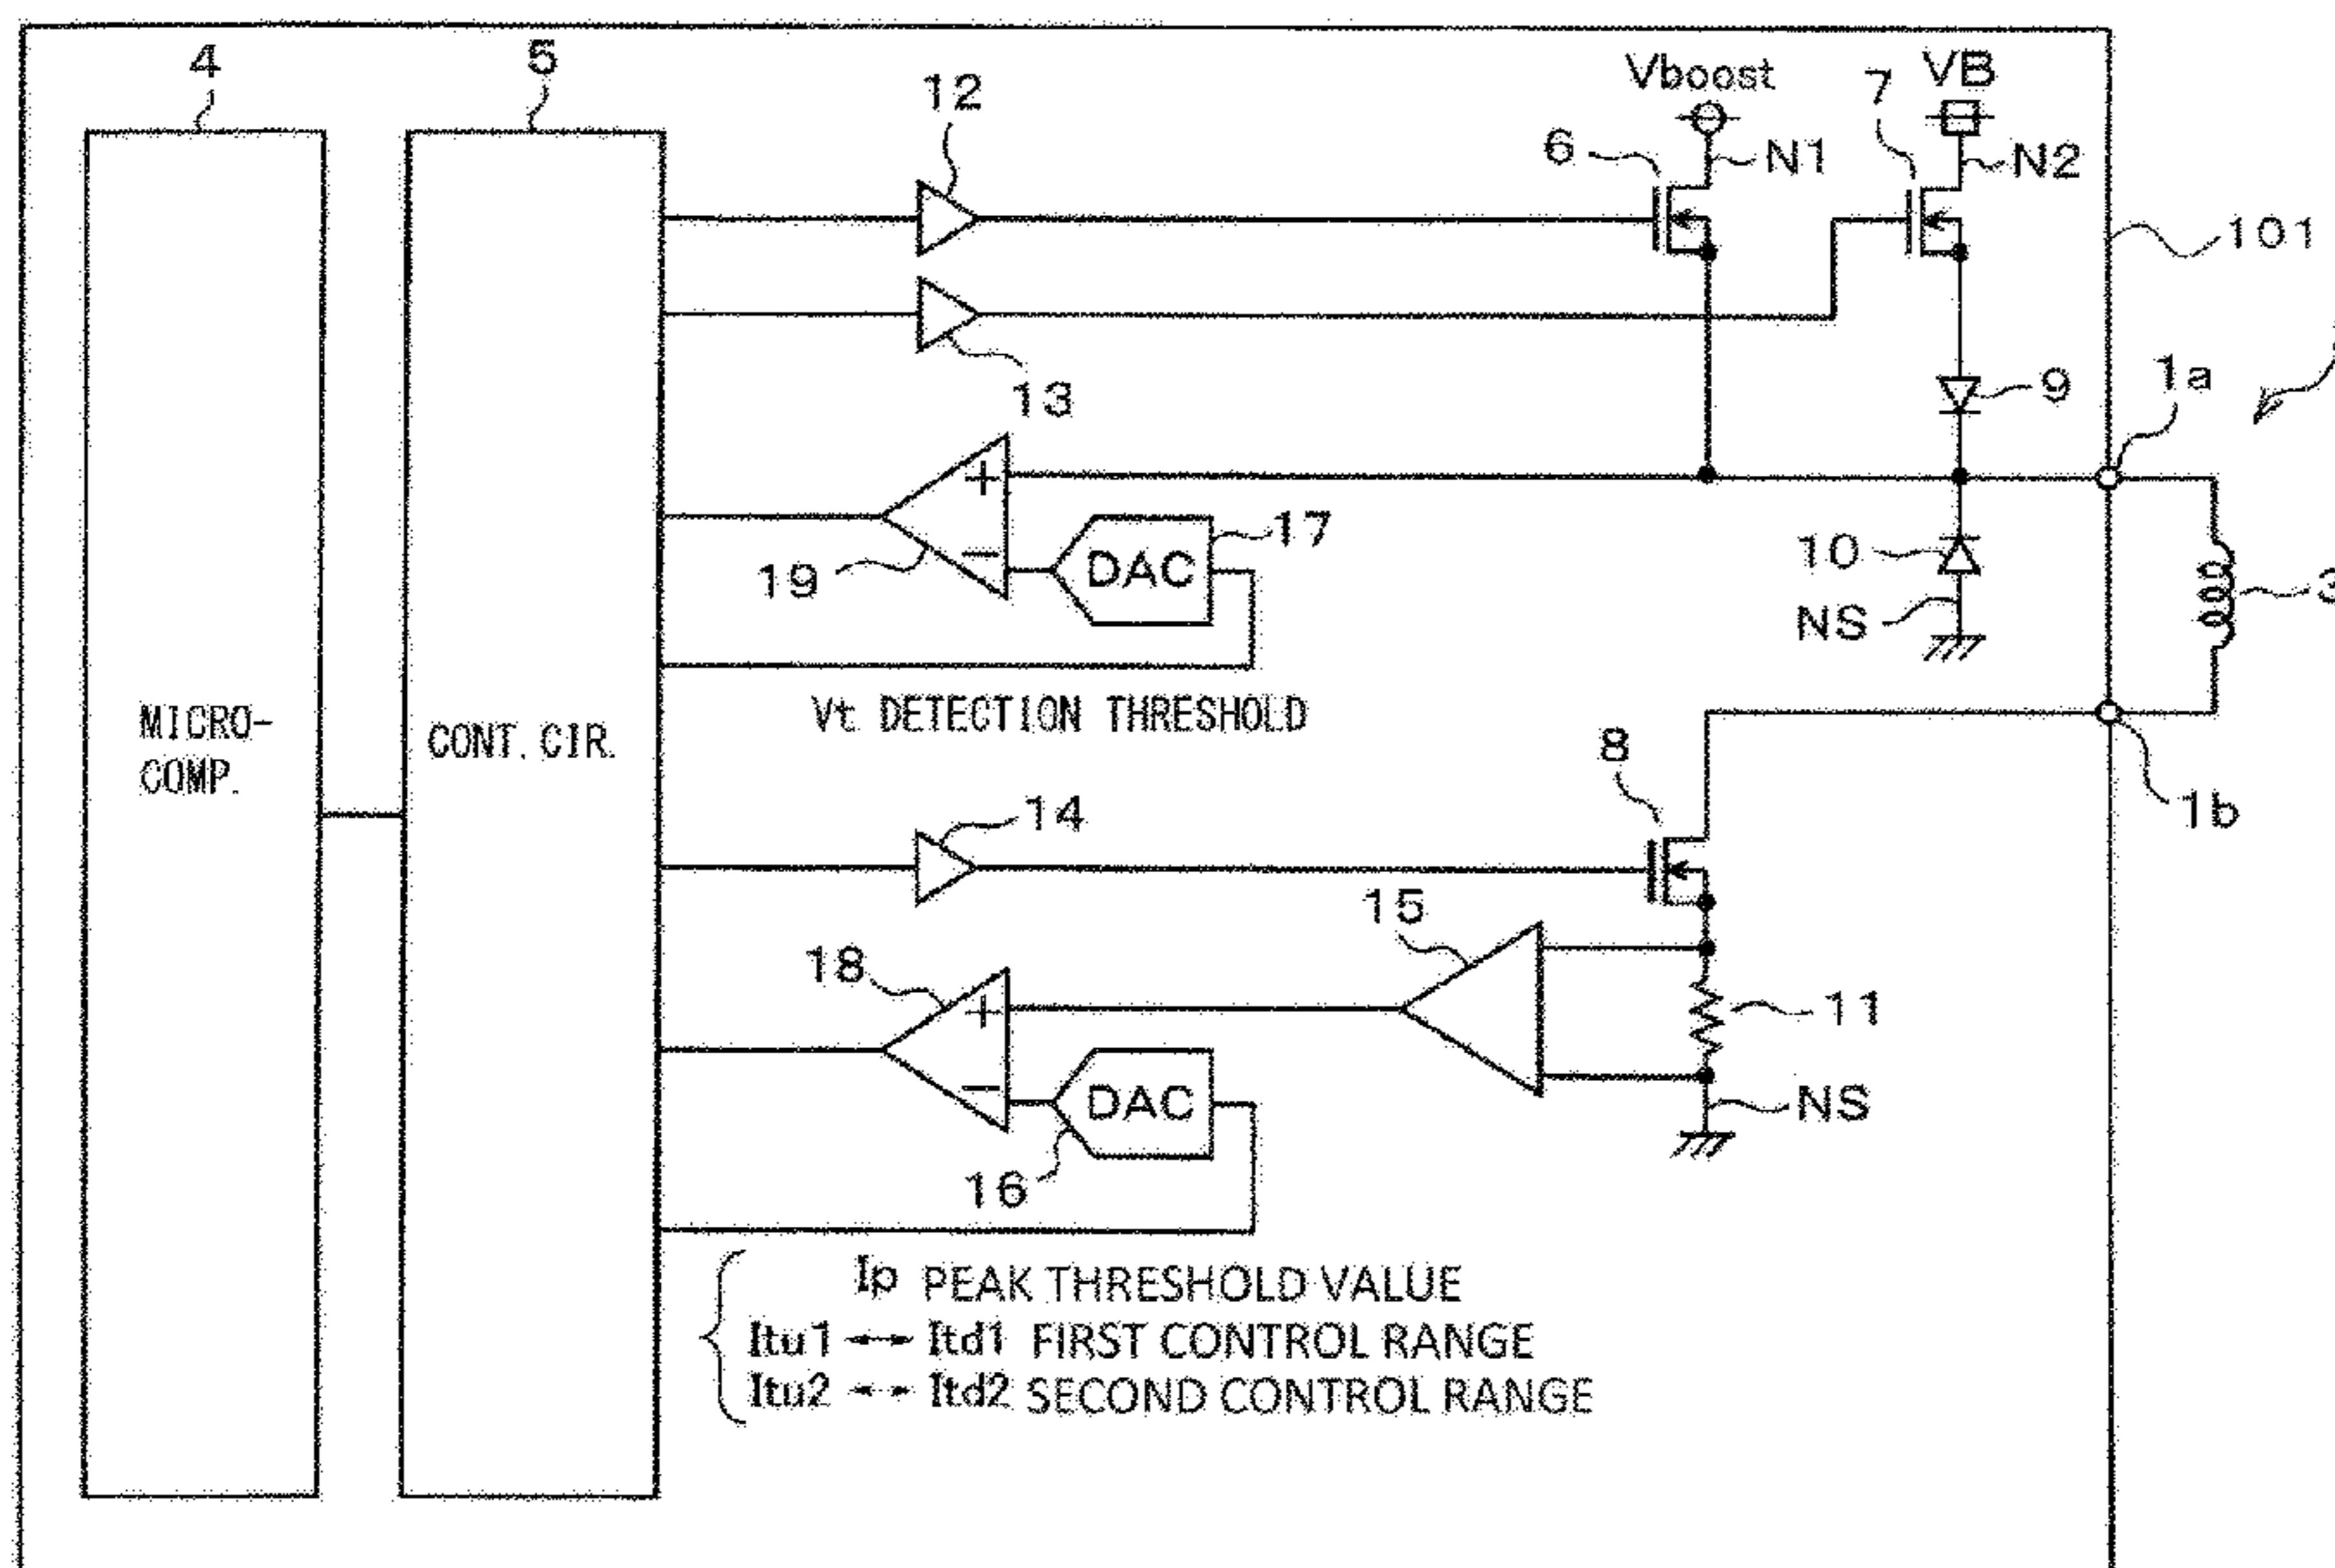 4
5
12
Vboost
7
VB
6
N1
N2
101
13
9
1a
+
−
19
DAC
17
10
NS
3
Vt DETECTION THRESHOLD
MICRO-
COMP.
CONT. CIR.
8
1b
14
15
18
+
−
11
DAC
16
NS
Ip PEAK THRESHOLD VALUE
Itu1 ↔ Itd1 FIRST CONTROL RANGE
Itu2 ↔ Itd2 SECOND CONTROL RANGE